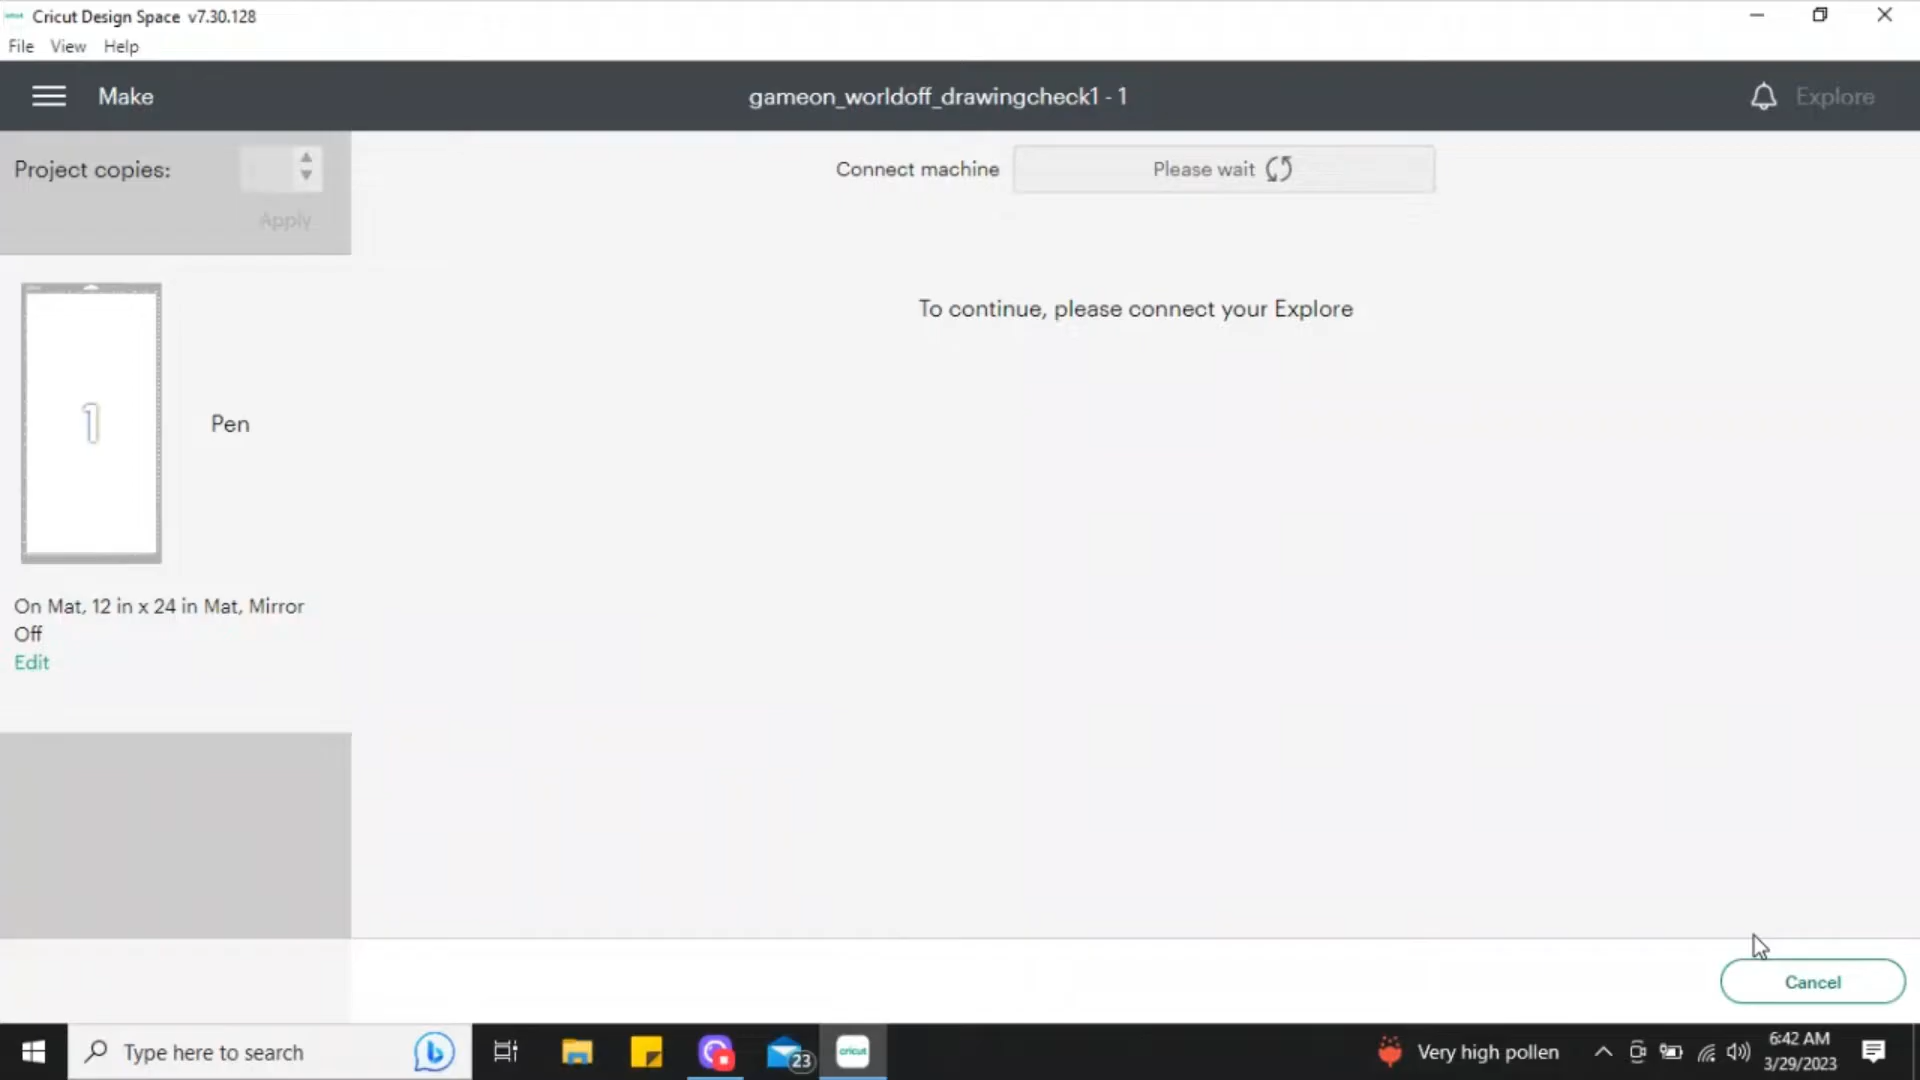 cricut Cricut Design Space v7.30.128
File View Help
Make
gameon_worldoff_drawingcheck1 - 1
Explore
Project copies:
Apply
Connect machine
Please wait
To continue, please connect your Explore
1
Pen
On Mat, 12 in x 24 in Mat, Mirror
Off
Edit
Cancel
Type here to search
b
23
cricut
Very high pollen
6:42 AM
3/29/2023